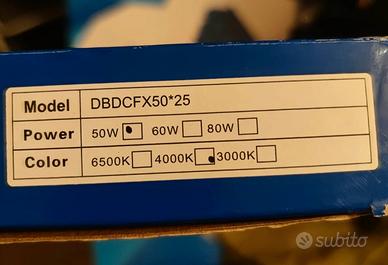 Model DBDCFX50*25
Power 50W 60W 80W
Color 6500K 4000K 3000K
subito